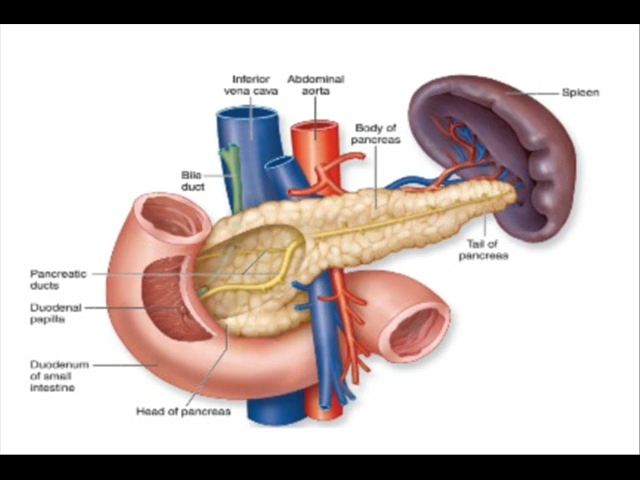 Inferior
vena cava
Abdominal
aorta
Spleen
Body of
pancreas
Bile
duct
Tail of
pancreas
Pancreatic
ducts
Duodenal
papilla
Duodenum
of small
intestine
Head of pancreas